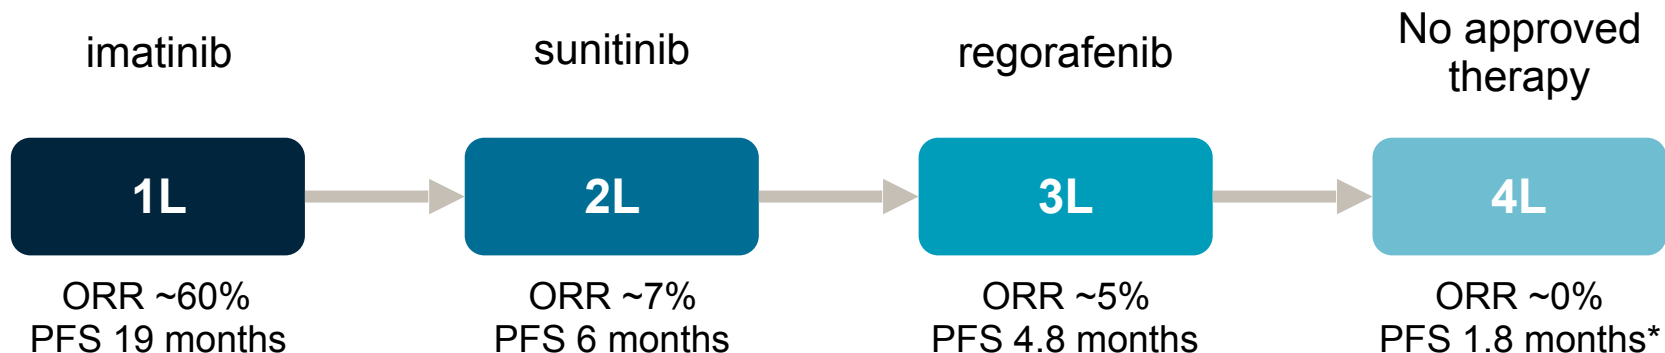 imatinib
1L
ORR ~60%
PFS 19 months
sunitinib
2L
ORR ~7%
PFS 6 months
regorafenib
3L
ORR ~5%
PFS 4.8 months
No approved
therapy
4L
ORR ~0%
PFS 1.8 months*